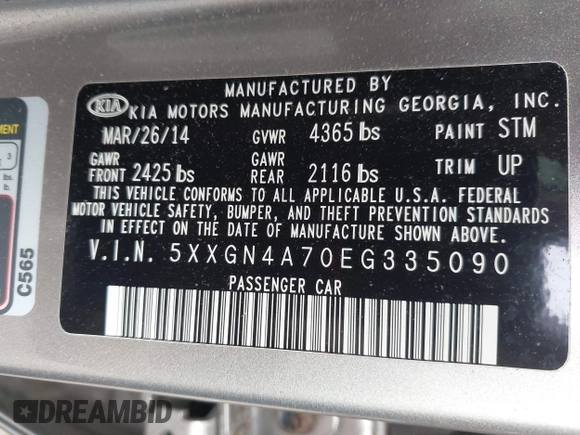 MANUFACTURED BY
KIA KIA MOTORS MANUFACTURING GEORGIA, INC.
MAR/26/14 GVWR 4365 lbs PAINT STM
GAWR FRONT 2425 lbs GAWR REAR 2116 lbs TRIM UP
THIS VEHICLE CONFORMS TO ALL APPLICABLE U.S.A. FEDERAL
MOTOR VEHICLE SAFETY, BUMPER, AND THEFT PREVENTION STANDARDS
IN EFFECT ON THE DATE OF MANUFACTURE SHOWN ABOVE.
V.I.N. 5XXGN4A70EG335090
PASSENGER CAR
C565
DREAMBID